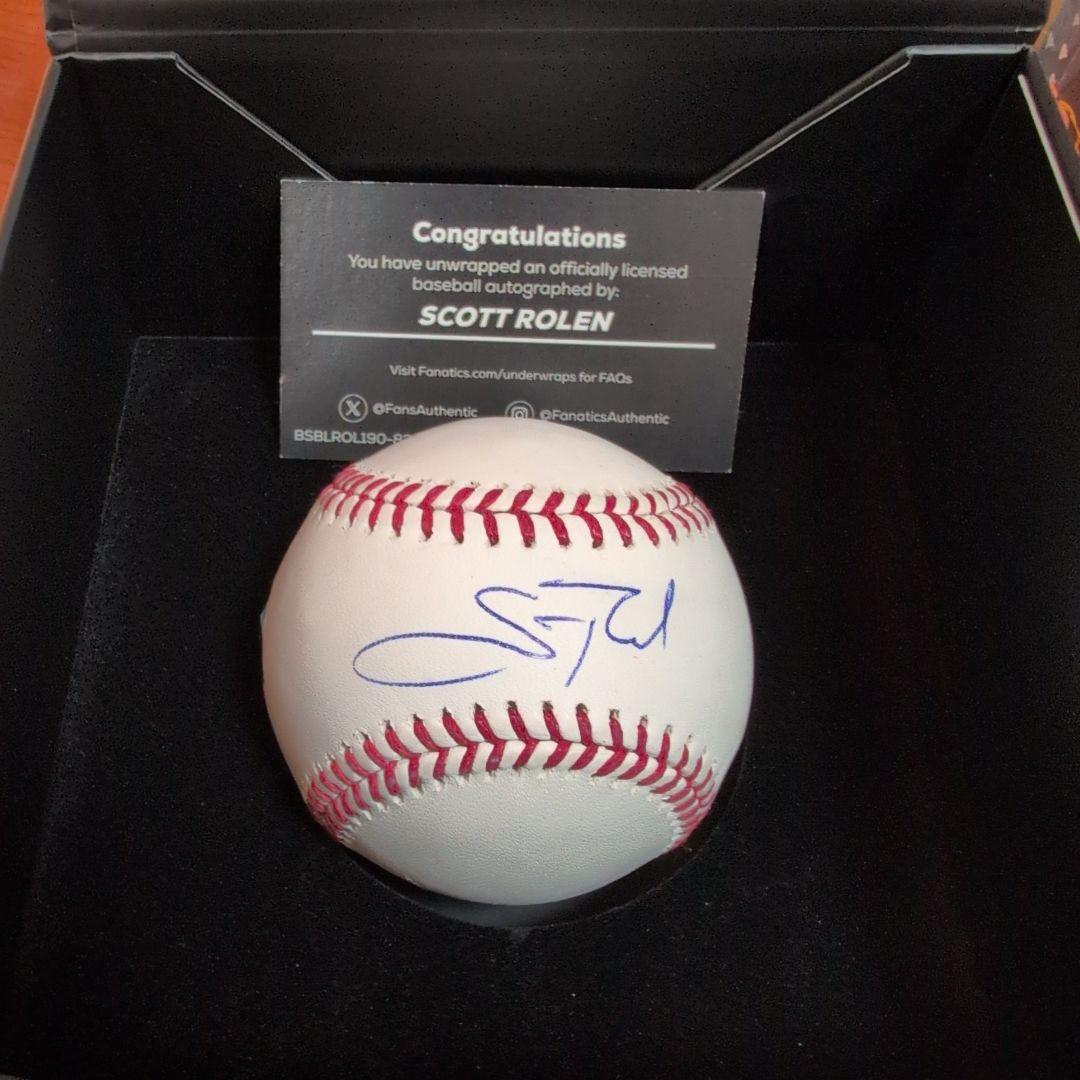 Congratulations
You have unwrapped an officially licensed
baseball autographed by:
SCOTT ROLEN
Visit Fanatics.com/underwraps for FAQs
@FansAuthentic @FanaticsAuthentic